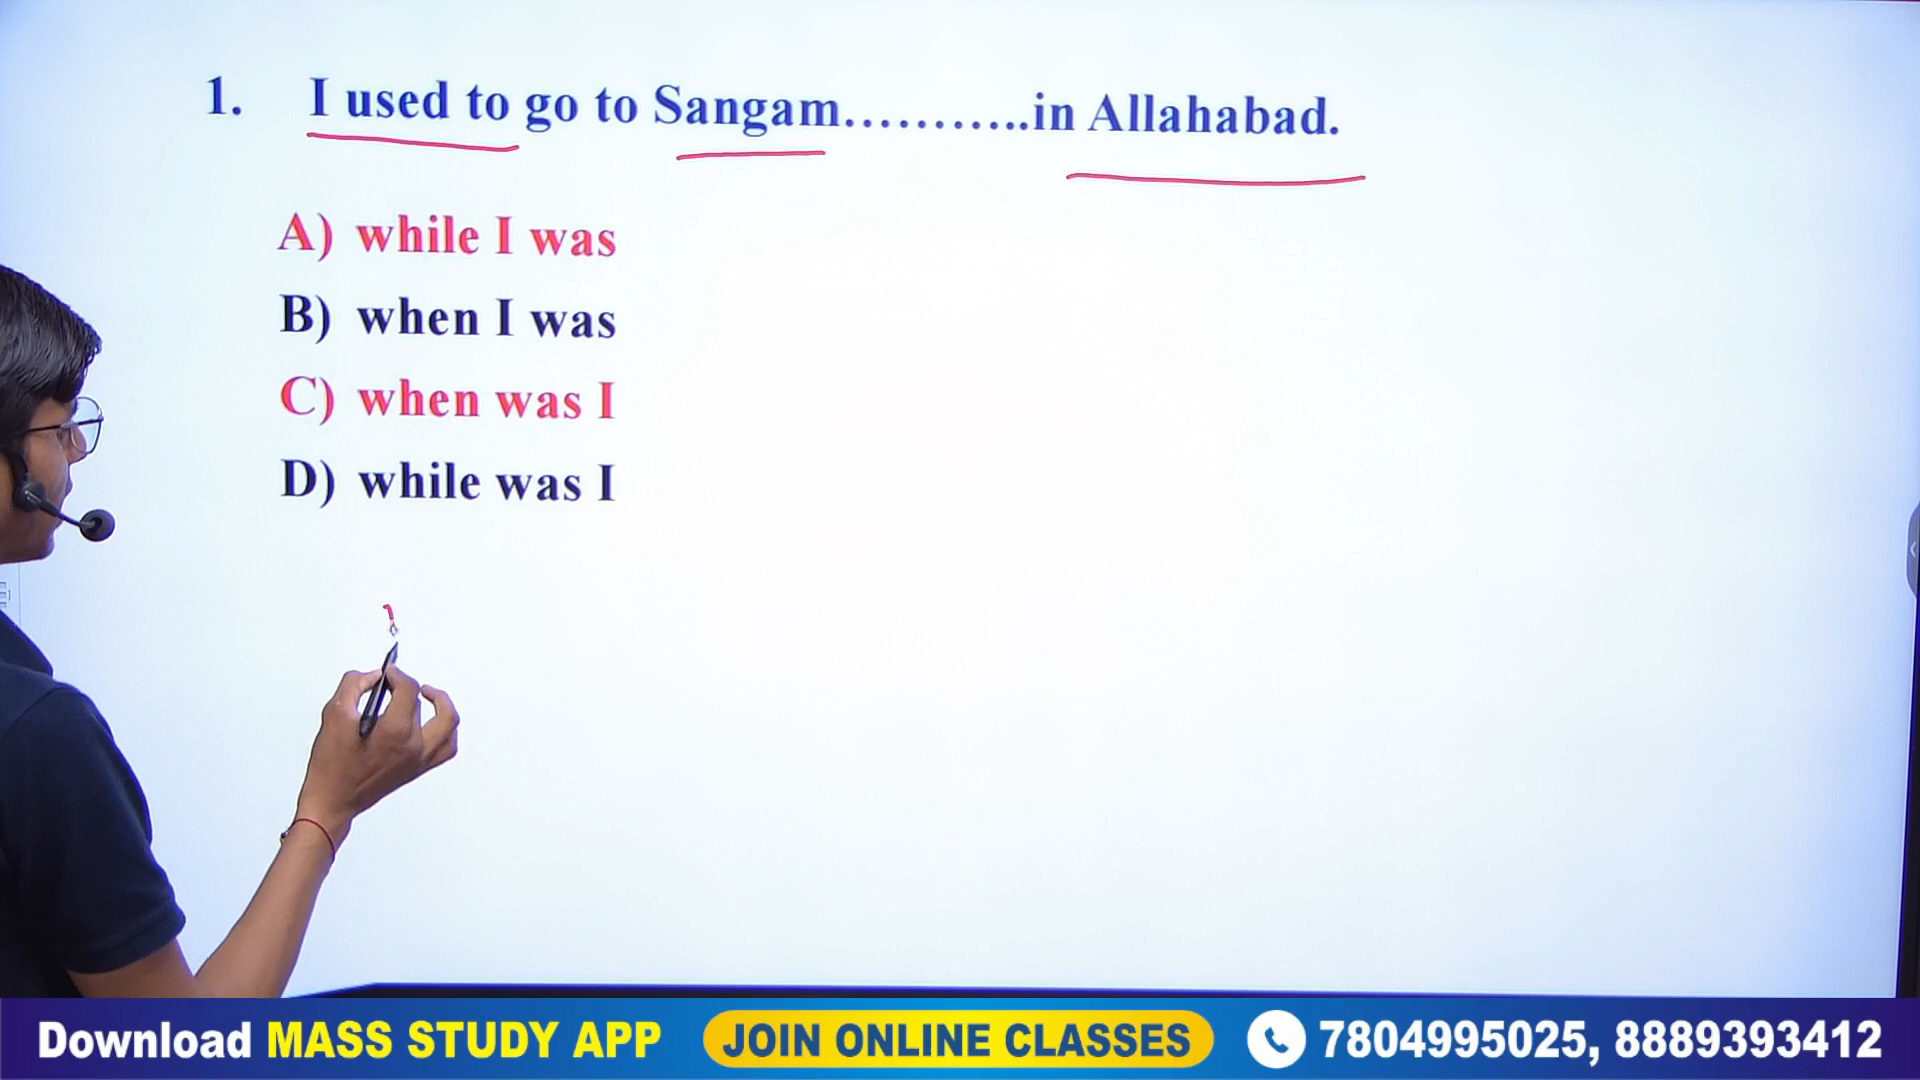 1. I used to go to Sangam...........in Allahabad.
A) while I was
B) when I was
C) when was I
D) while was I
Download MASS STUDY APP JOIN ONLINE CLASSES 7804995025, 8889393412